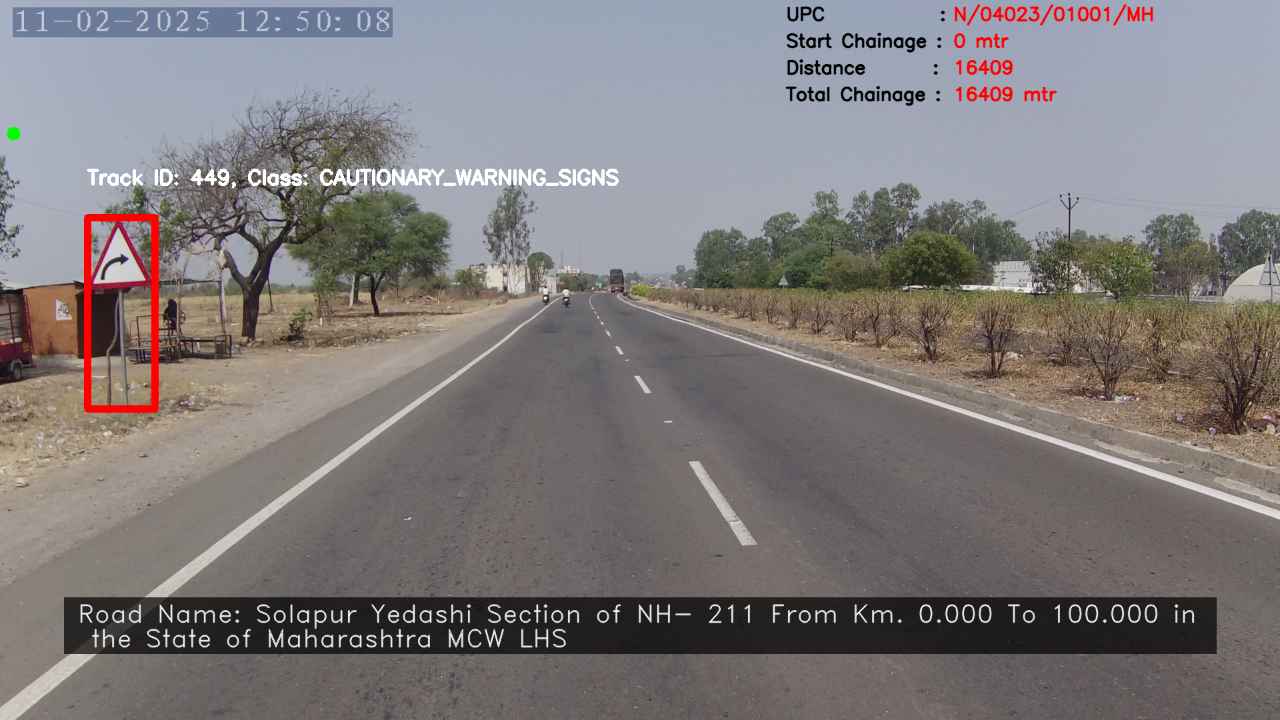 11-02-2025 12:50:08
UPC : N/04023/01001/MH
Start Chainage : 0 mtr
Distance : 16409
Total Chainage : 16409 mtr
Track ID: 449, Class: CAUTIONARY_WARNING_SIGNS
Road Name: Solapur Yedashi Section of NH- 211 From Km. 0.000 To 100.000 in
the State of Maharashtra MCW LHS